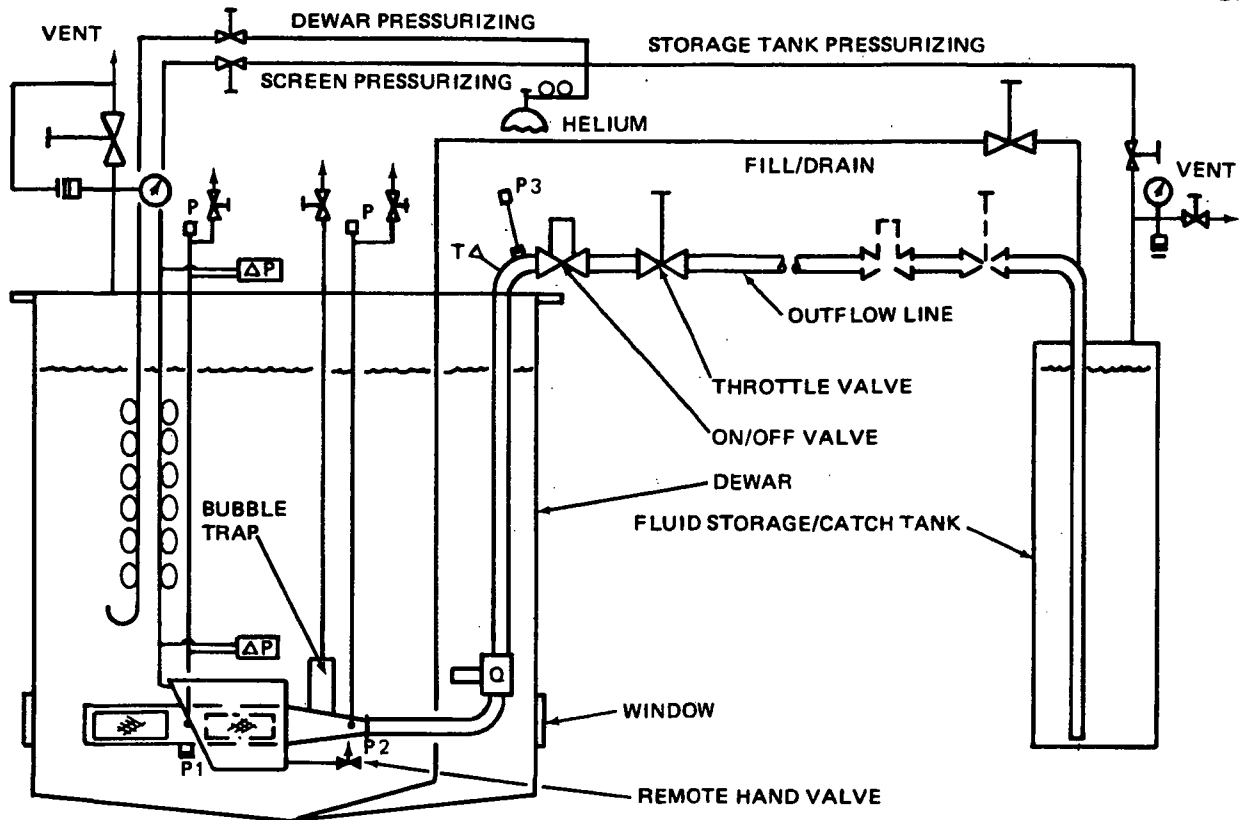 DEWAR PRESSURIZING
VENT
STORAGE TANK PRESSURIZING
SCREEN PRESSURIZING
HELIUM
FILL/DRAIN
VENT
P
P
P3
ΔP
T
OUTFLOW LINE
THROTTLE VALVE
ON/OFF VALVE
DEWAR
BUBBLE
TRAP
FLUID STORAGE/CATCH TANK
ΔP
Q
WINDOW
P1
P2
REMOTE HAND VALVE